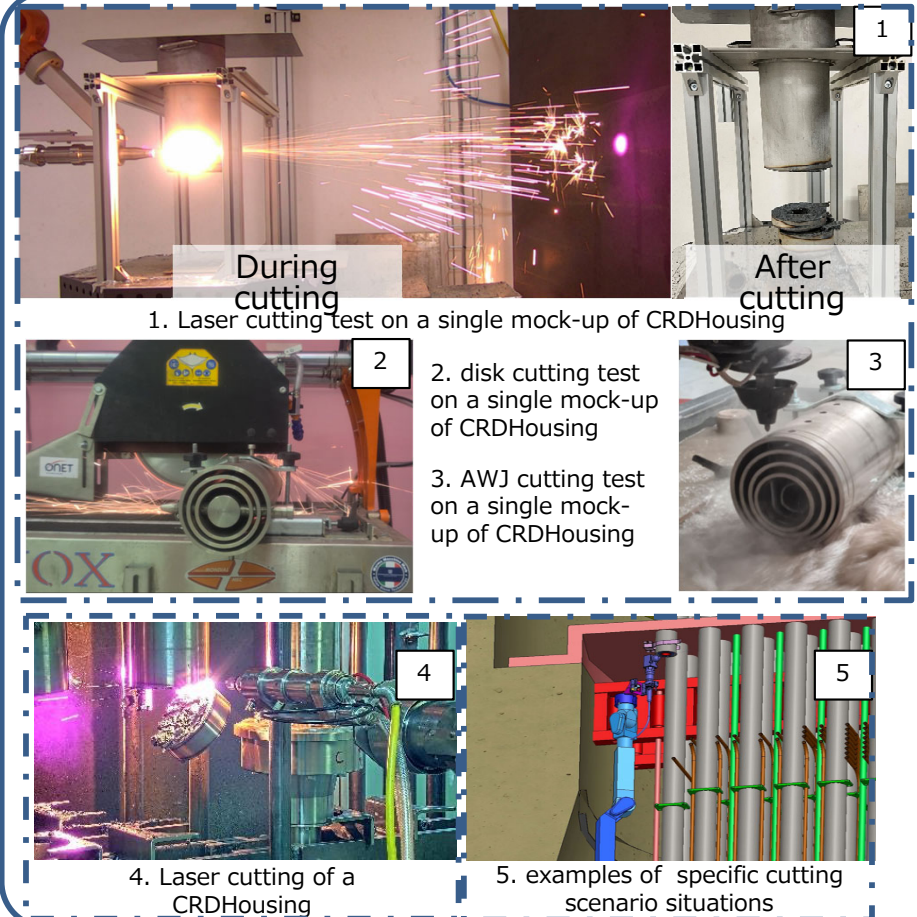 1
During
cutting
After
cutting
1. Laser cutting test on a single mock-up of CRDHousing
2
2. disk cutting test
on a single mock-up
of CRDHousing
3. AWJ cutting test
on a single mock-
up of CRDHousing
3
ONET
OX
4
5
4. Laser cutting of a
CRDHousing
5. examples of specific cutting
scenario situations